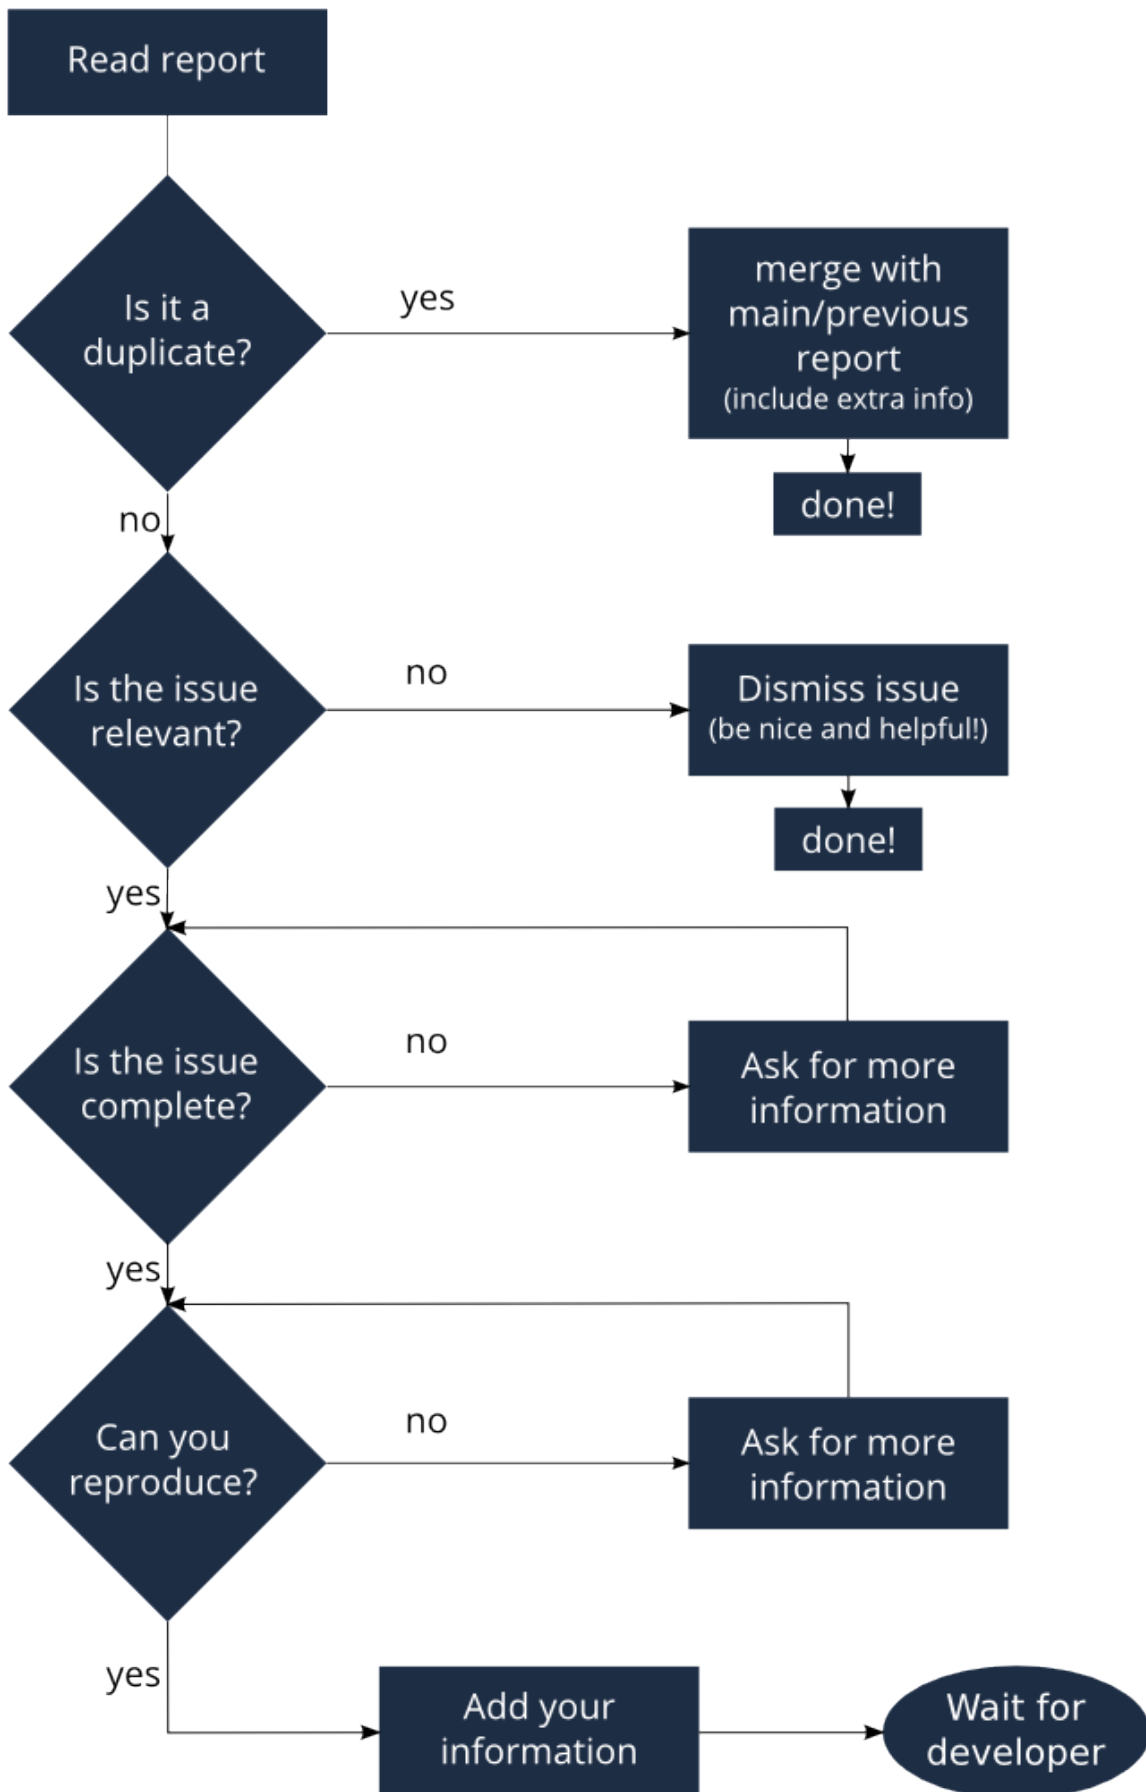 Read report
Is it a
duplicate?
yes
merge with
main/previous
report
(include extra info)
done!
no
Is the issue
relevant?
no
Dismiss issue
(be nice and helpful!)
done!
yes
Is the issue
complete?
no
Ask for more
information
yes
Can you
reproduce?
no
Ask for more
information
yes
Add your
information
Wait for
developer